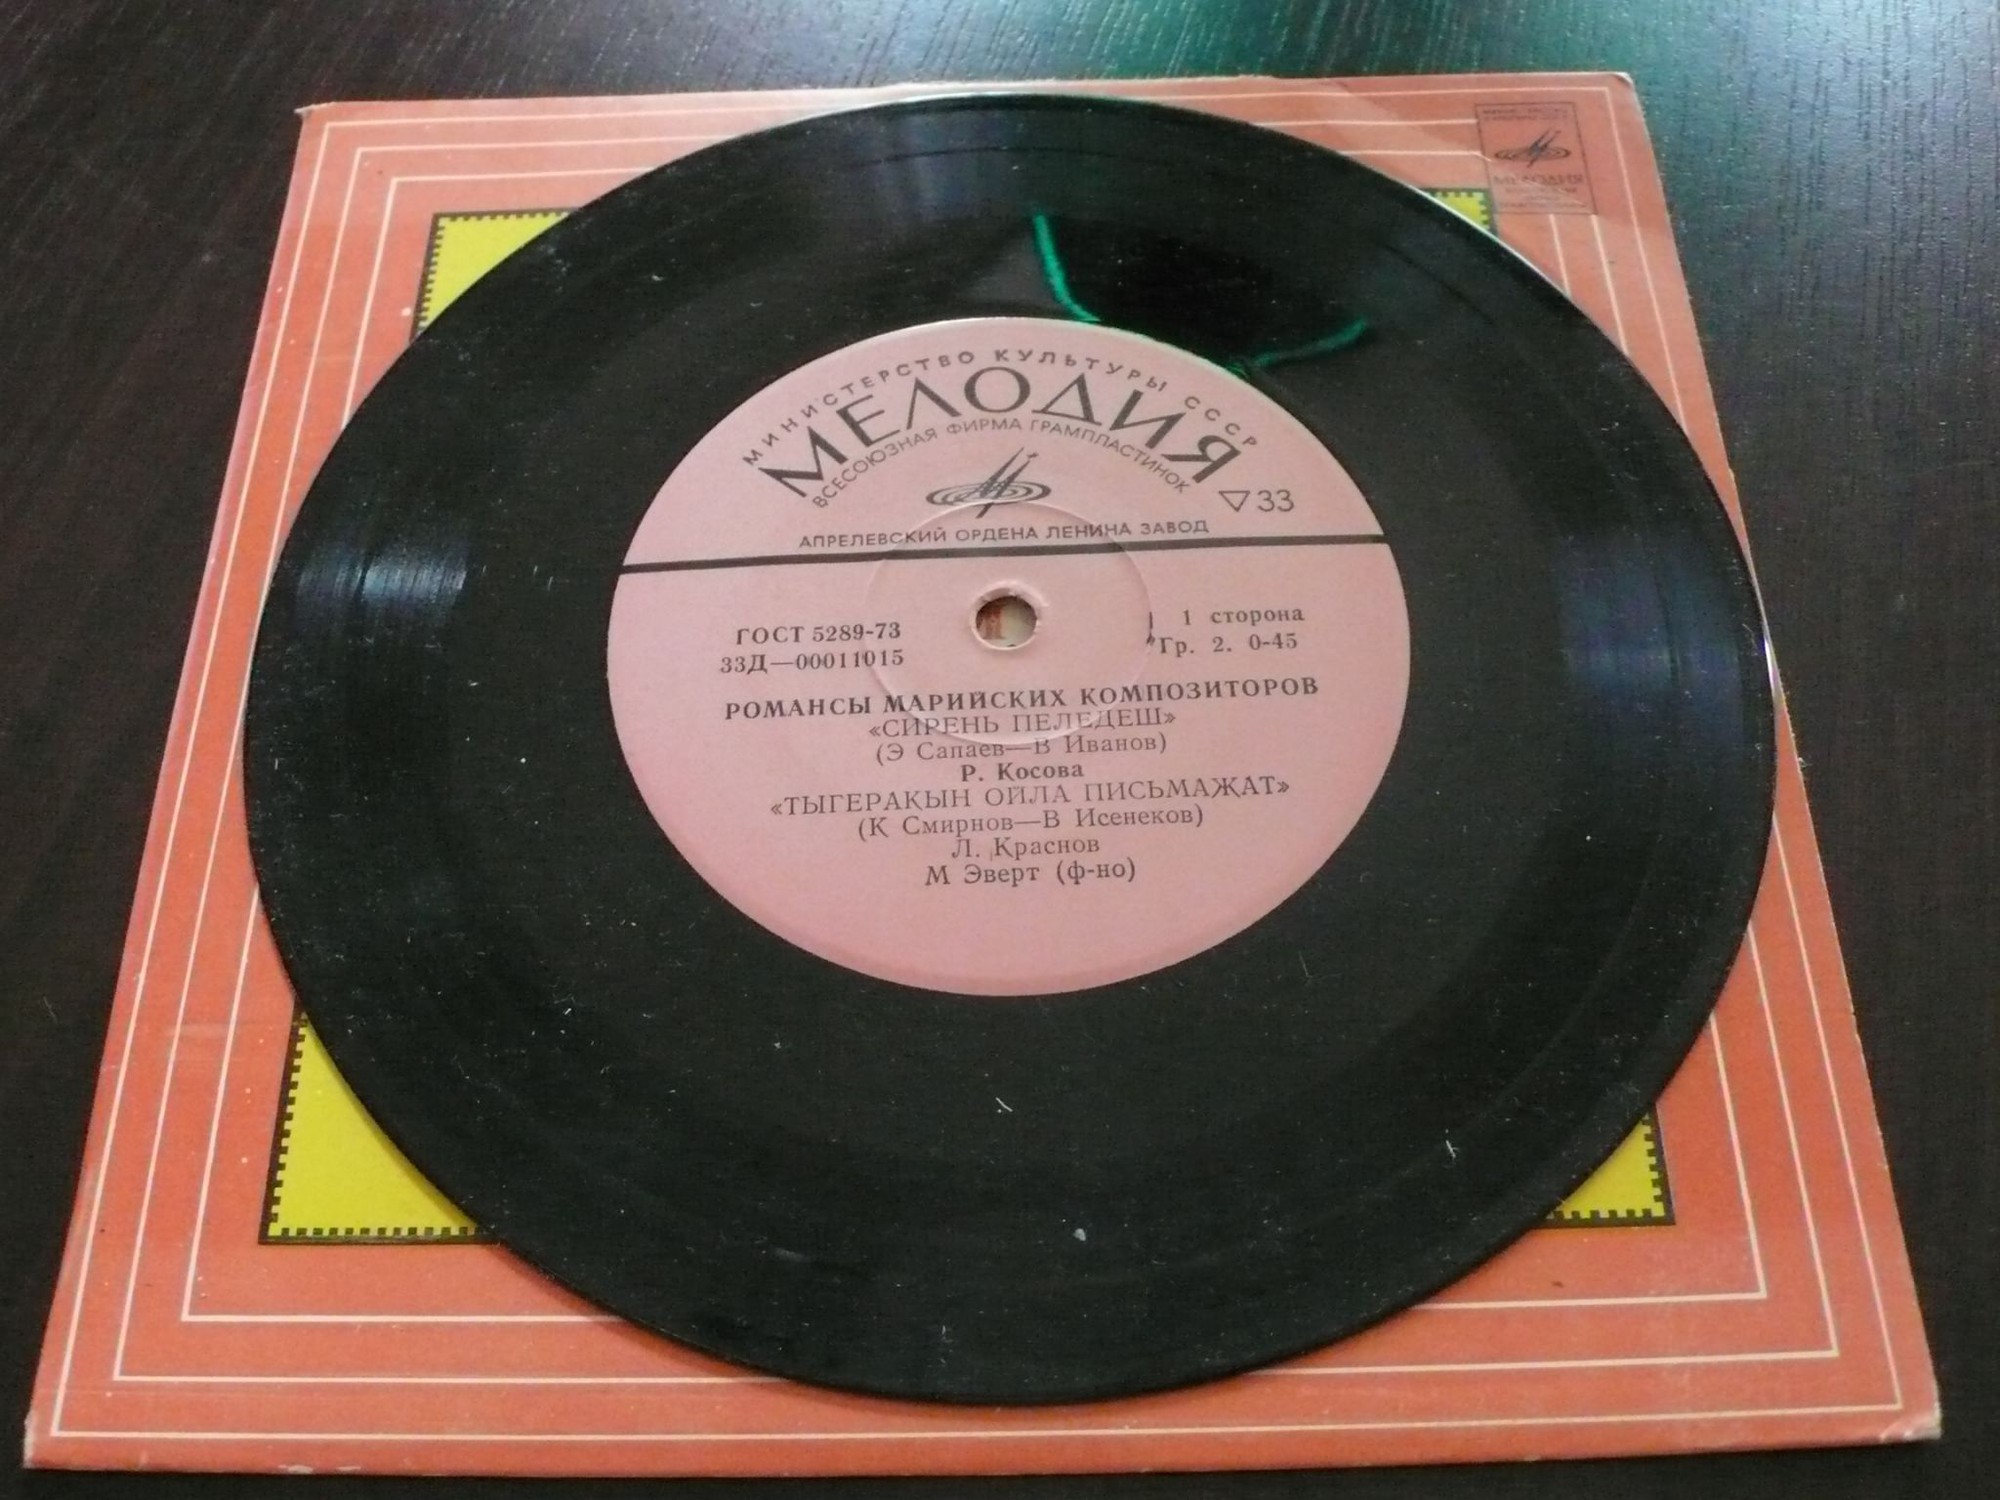 МЕЛОДИЯ
МИНИСТЕРСТВО КУЛЬТУРЫ СССР
МЕЛОДИЯ
ВСЕСОЮЗНАЯ ФИРМА ГРАМПЛАСТИНОК
33
АПРЕЛЕВСКИЙ ОРДЕНА ЛЕНИНА ЗАВОД
ГОСТ 5289-73
33Д—00011015
1 сторона
Гр. 2. 0-45
РОМАНСЫ МАРИЙСКИХ КОМПОЗИТОРОВ
«СИРЕНЬ ПЕЛЕДЕШ»
(Э Сапаев—В Иванов)
Р. Косова
«ТЫГЕРАКЫН ОЙЛА ПИСЬМАЖАТ»
(К Смирнов—В Исенеков)
Л. Краснов
М Эверт (ф-но)